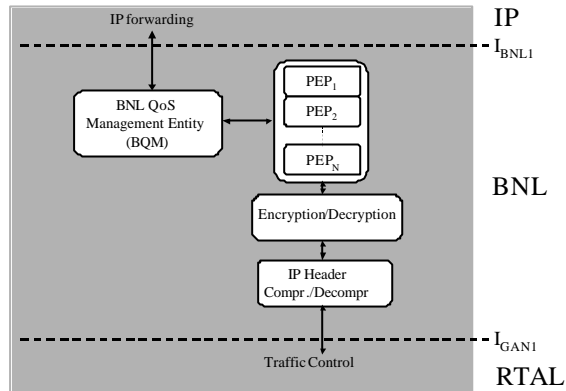 IP forwarding
IP
I_BNL1
PEP_1
PEP_2
PEP_N
BNL QoS
Management Entity
(BQM)
BNL
Encryption/Decryption
IP Header
Compr./Decompr
I_GAN1
Traffic Control
RTAL